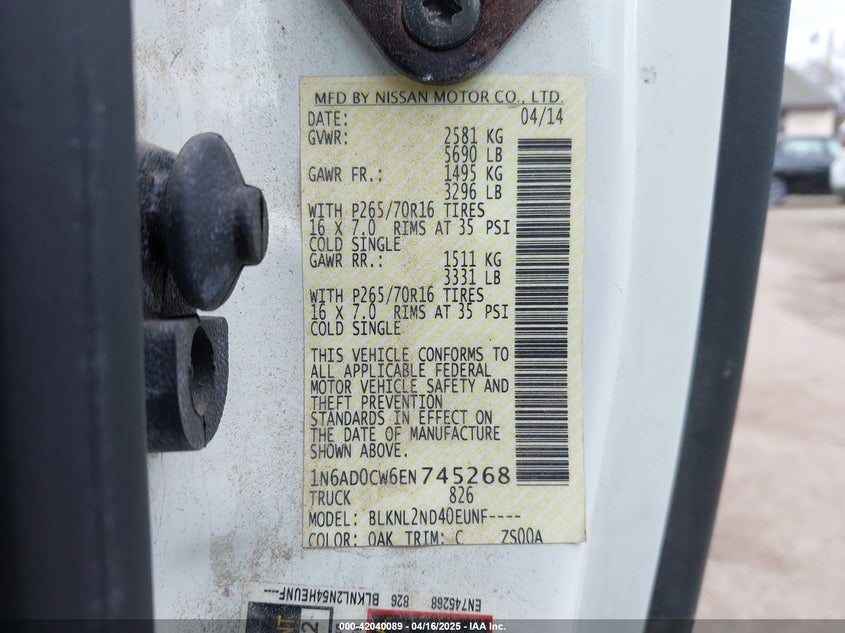 MFD BY NISSAN MOTOR CO., LTD.
DATE: 04/14
GVWR: 2581 KG
5690 LB
GAWR FR.: 1495 KG
3296 LB
WITH P265/70R16 TIRES
16 X 7.0 RIMS AT 35 PSI
COLD SINGLE
GAWR RR.: 1511 KG
3331 LB
WITH P265/70R16 TIRES
16 X 7.0 RIMS AT 35 PSI
COLD SINGLE
THIS VEHICLE CONFORMS TO
ALL APPLICABLE FEDERAL
MOTOR VEHICLE SAFETY AND
THEFT PREVENTION
STANDARDS IN EFFECT ON
THE DATE OF MANUFACTURE
SHOWN ABOVE.
1N6AD0CW6EN745268
TRUCK 826
MODEL: BLKNL2ND40EUNF----
COLOR: QAK TRIM: C ZS00A
EN745268 826 BLKNL2N54HEUNF----
000-42040089 - 04/16/2025 - IAA Inc.